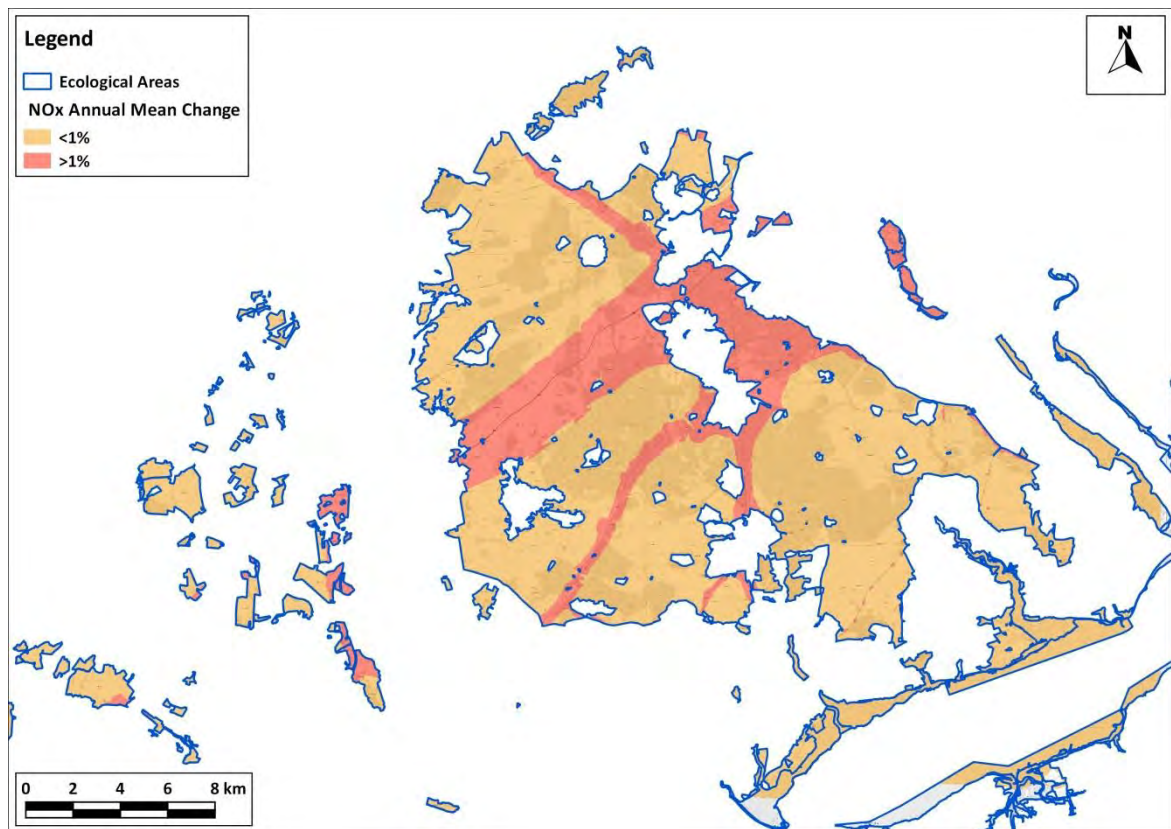 Legend
Ecological Areas
NOx Annual Mean Change
<1%
>1%
N
0 2 4 6 8 km